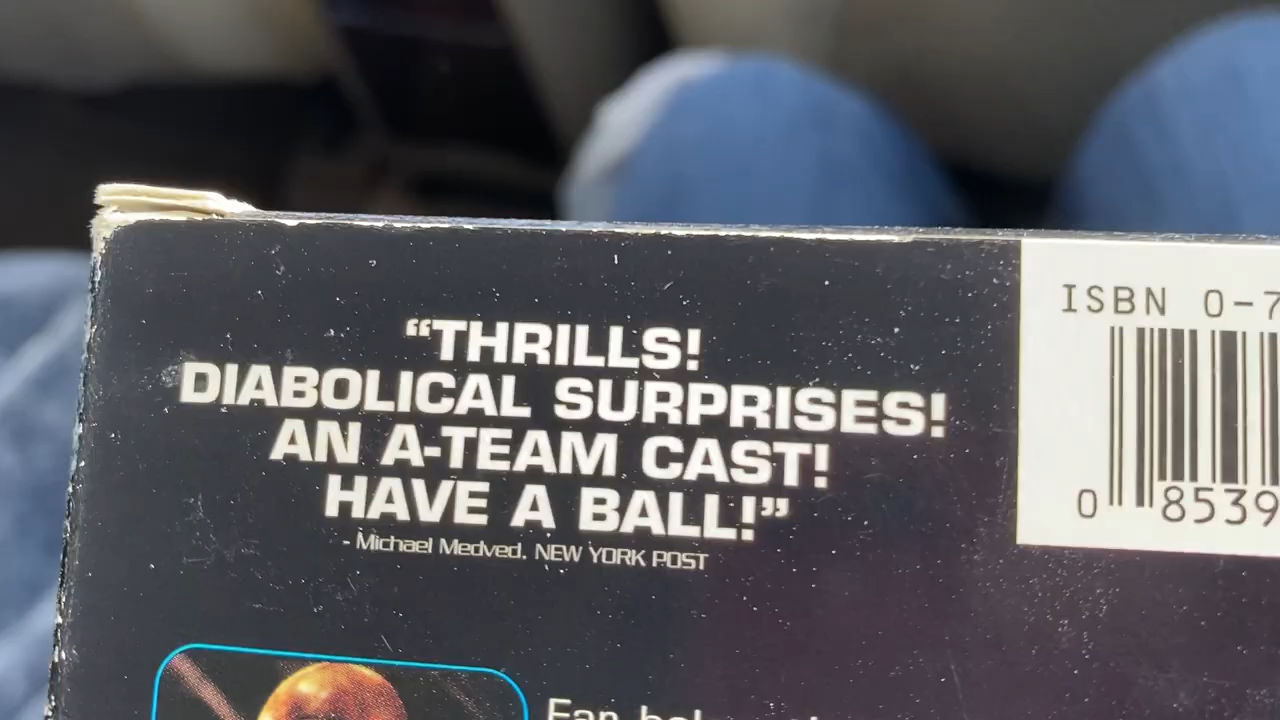 “THRILLS!
DIABOLICAL SURPRISES!
AN A-TEAM CAST!
HAVE A BALL!”
- Michael Medved, NEW YORK POST
ISBN 0-7
0 8539